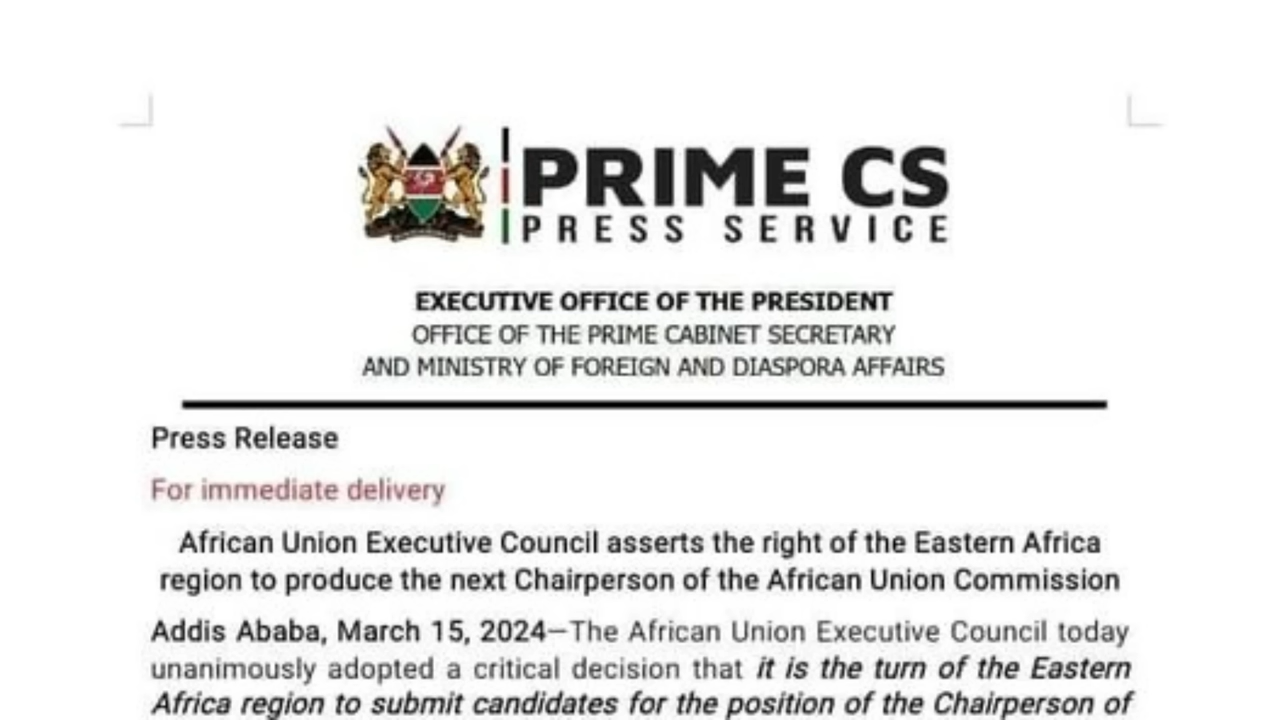 PRIME CS
PRESS SERVICE
EXECUTIVE OFFICE OF THE PRESIDENT
OFFICE OF THE PRIME CABINET SECRETARY
AND MINISTRY OF FOREIGN AND DIASPORA AFFAIRS
Press Release
For immediate delivery
African Union Executive Council asserts the right of the Eastern Africa
region to produce the next Chairperson of the African Union Commission
Addis Ababa, March 15, 2024—The African Union Executive Council today
unanimously adopted a critical decision that it is the turn of the Eastern
Africa region to submit candidates for the position of the Chairperson of